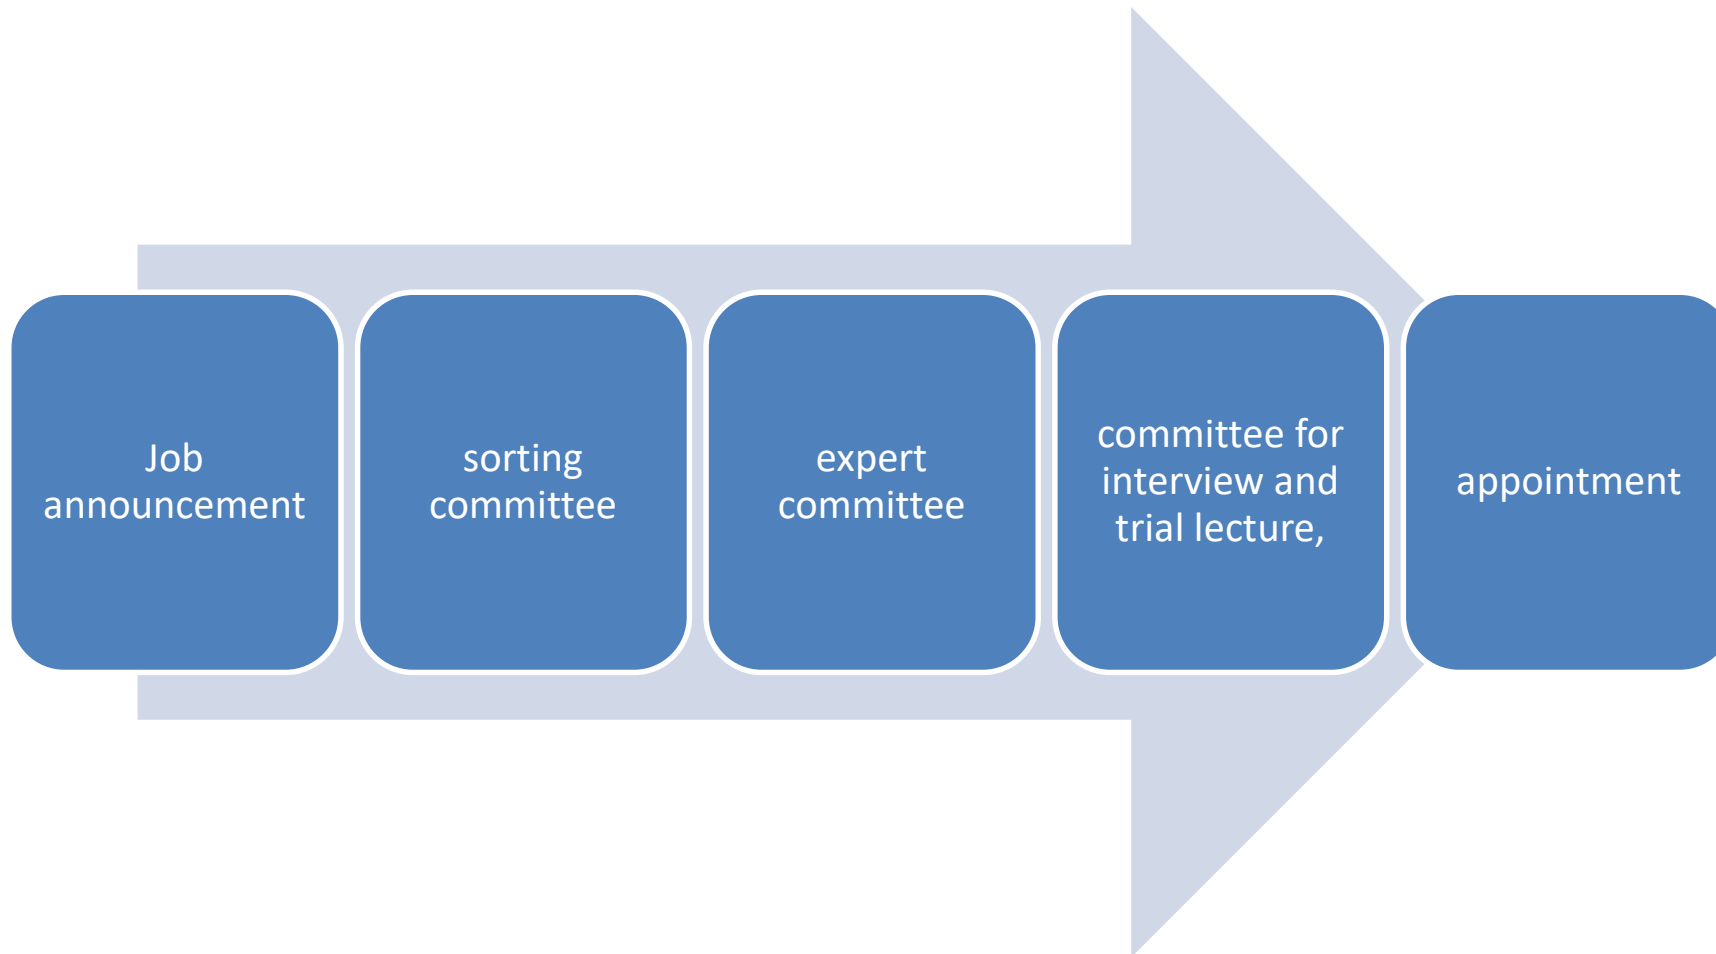 Job
announcement
sorting
committee
expert
committee
committee for
interview and
trial lecture,
appointment